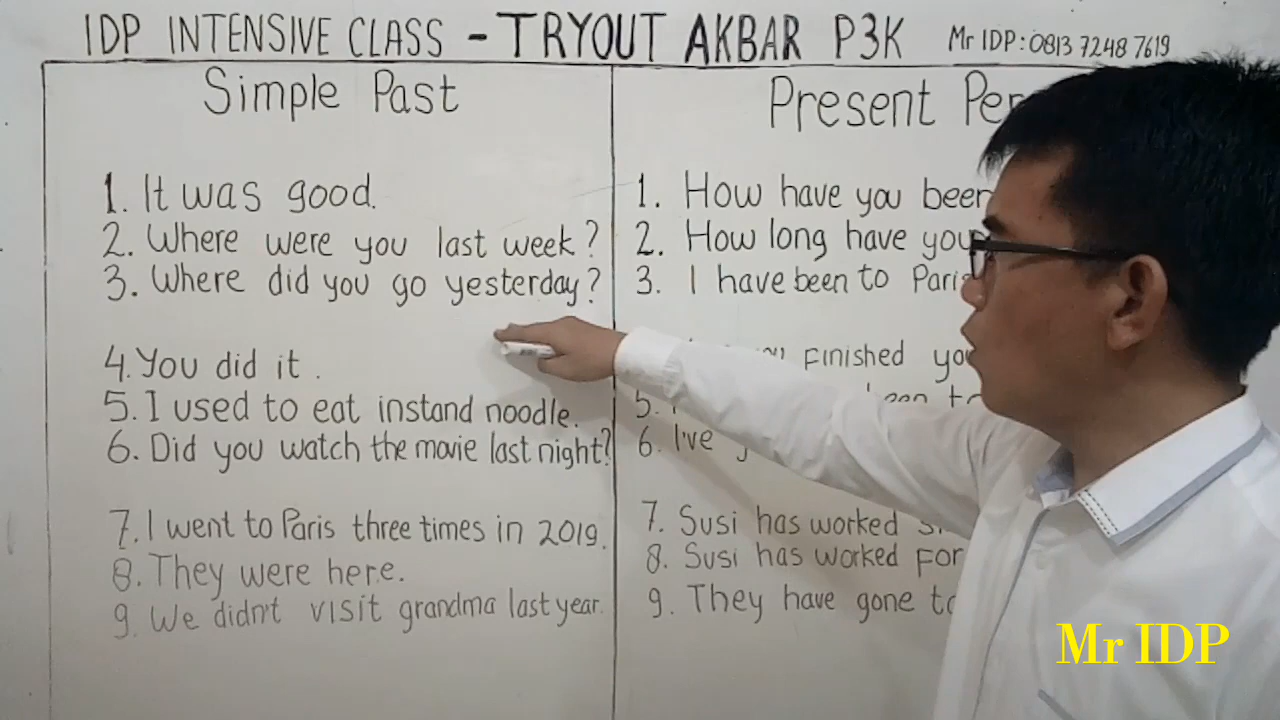 IDP INTENSIVE CLASS - TRYOUT AKBAR P3K Mr IDP: 0813 7248 7619
Simple Past
1. It was good.
2. Where were you last week?
3. Where did you go yesterday?
4. You did it.
5. I used to eat instand noodle.
6. Did you watch the movie last night?
7. I went to Paris three times in 2019.
8. They were here.
9. We didn't visit grandma last year.
Present
1. How have you been
2. How long have you
3. I have been to Paris
finished
5.
6. I've
7. Susi has worked
8. Susi has worked for
9. They have gone to
Mr IDP